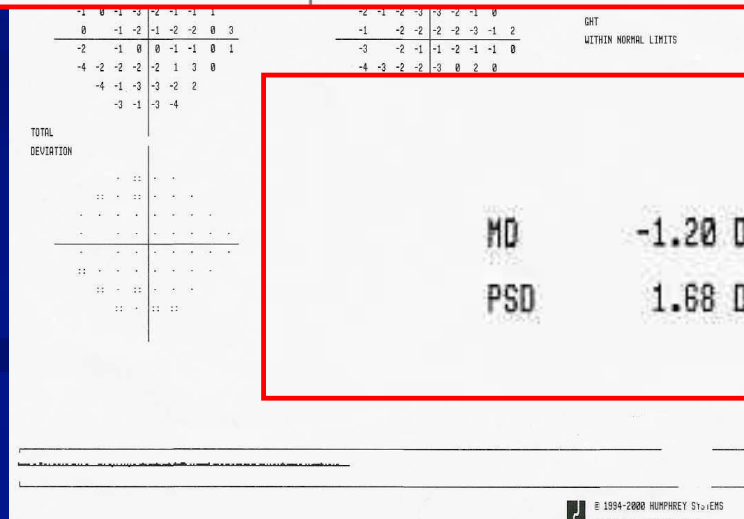 -1 0 -1 -3 -2 -1 -1 1
0 -1 -2 -1 -2 -2 0 3
-2 -1 0 0 -1 -1 0 1
-4 -2 -2 -2 -2 1 3 0
-4 -1 -3 -3 -2 2
-3 -1 -3 -4
-2 -1 -2 -3 -3 -2 -1 0
-1 -2 -2 -2 -2 -3 -1 2
-3 -2 -1 -1 -2 -1 -1 0
-4 -3 -2 -2 -3 0 2 0
GHT
WITHIN NORMAL LIMITS
TOTAL
DEVIATION
MD -1.20 D
PSD 1.68 D
© 1994-2000 HUMPHREY SYSTEMS